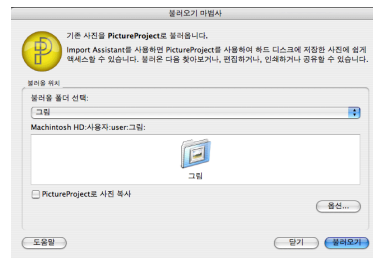 불러오기 마법사
기존 사진을 PictureProject로 불러옵니다.
Import Assistant를 사용하면 PictureProject를 사용하여 하드 디스크에 저장한 사진에 쉽게
액세스할 수 있습니다. 불러온 다음 찾아보거나, 편집하거나, 인쇄하거나 공유할 수 있습니다.
불러올 위치
불러올 폴더 선택:
그림
Machintosh HD:사용자:user:그림:
그림
PictureProject로 사진 복사
옵션...
도움말
닫기
불러오기